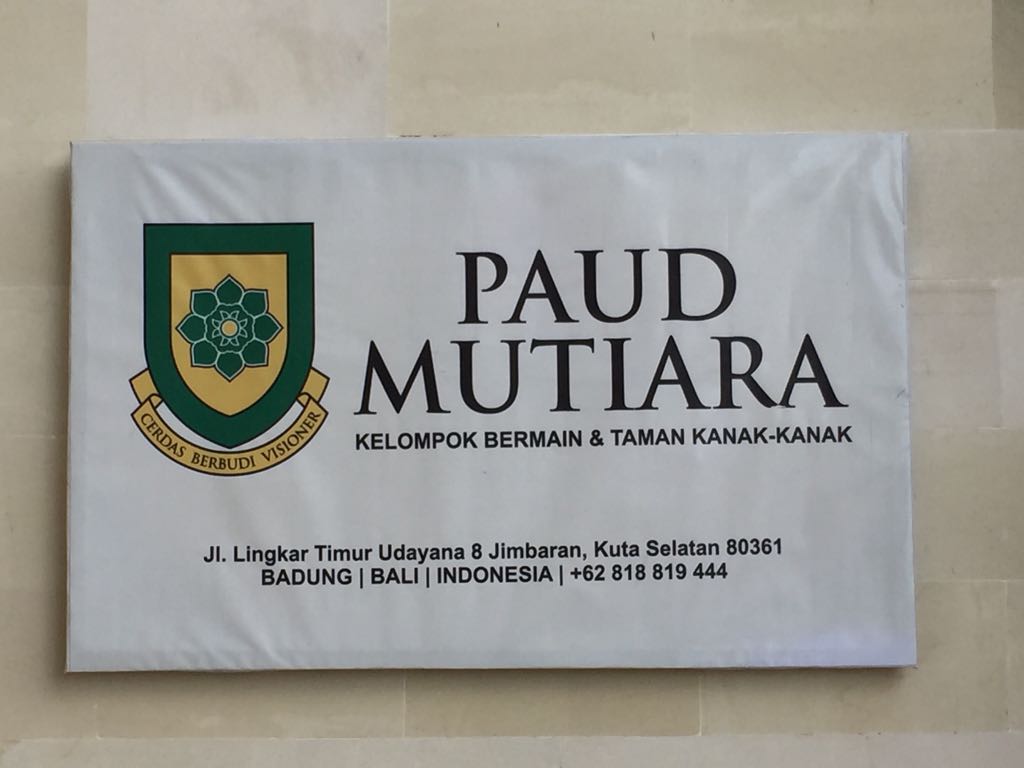 PAUD
MUTIARA
KELOMPOK BERMAIN & TAMAN KANAK-KANAK
CERDAS BERBUDI VISIONER
Jl. Lingkar Timur Udayana 8 Jimbaran, Kuta Selatan 80361
BADUNG | BALI | INDONESIA | +62 818 819 444